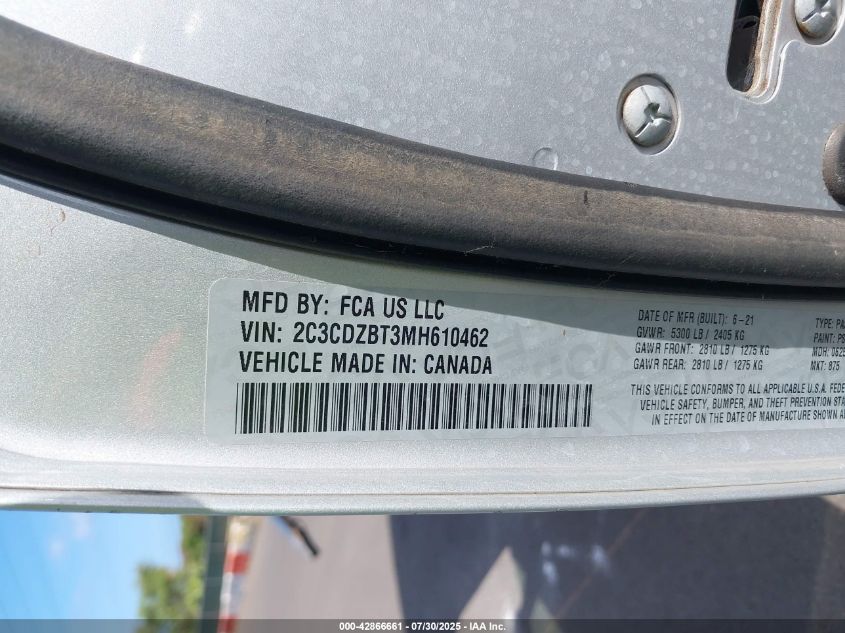 MFD BY: FCA US LLC
VIN: 2C3CDZBT3MH610462
VEHICLE MADE IN: CANADA
DATE OF MFR (BUILT): 6-21
GVWR: 5300 LB / 2405 KG
GAWR FRONT: 2810 LB / 1275 KG
GAWR REAR: 2810 LB / 1275 KG
TYPE:
PAINT:
MDH:
MKT: 875
THIS VEHICLE CONFORMS TO ALL APPLICABLE U.S.A.
VEHICLE SAFETY, BUMPER, AND THEFT PREVENTION
IN EFFECT ON THE DATE OF MANUFACTURE SHOWN
000-42866661 - 07/30/2025 - IAA Inc.